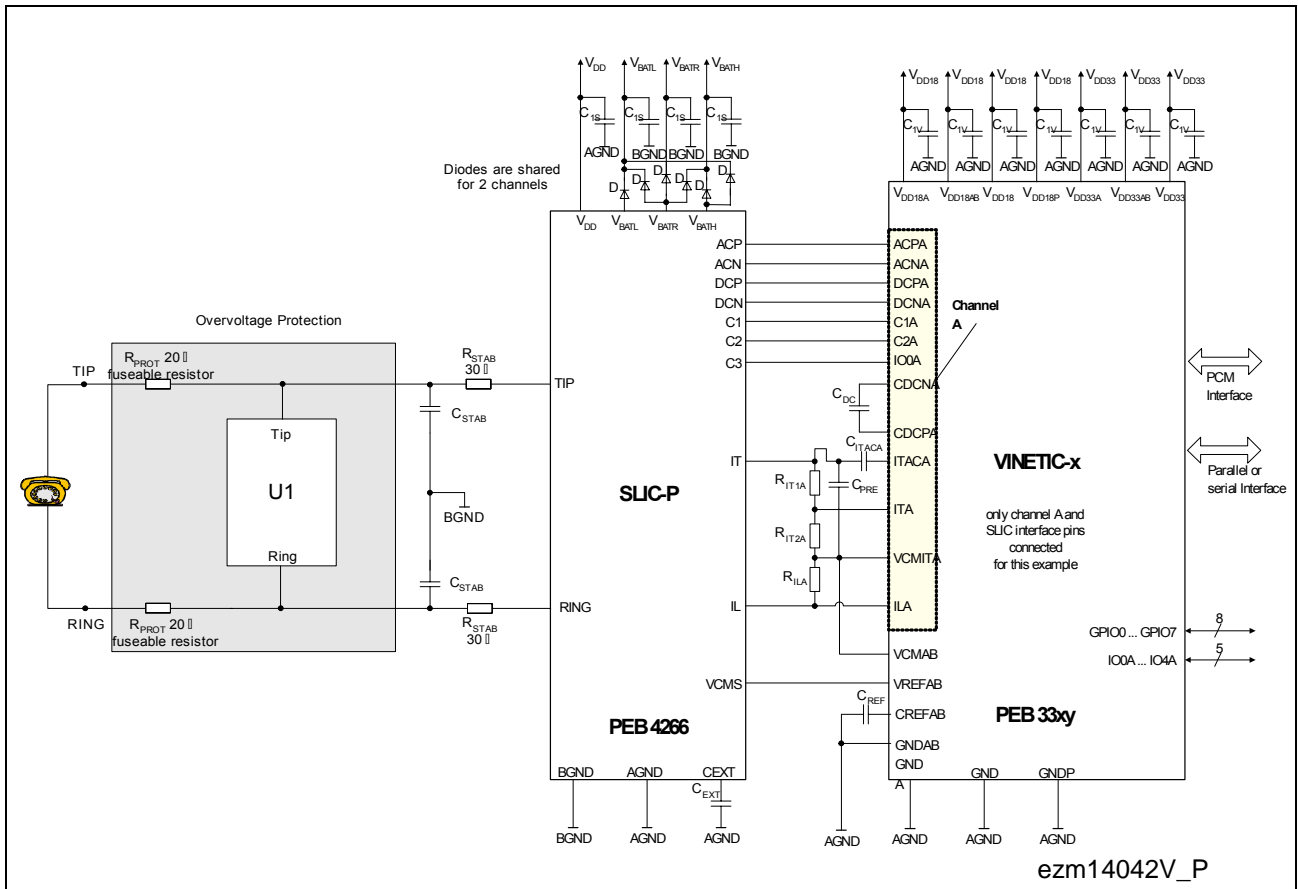 VDD VBATL VBATR VBATH
C1S C1S C1S C1S
AGND BGND BGND BGND
Diodes are shared
for 2 channels
D D D D D D
VDD VBATL VBATR VBATH
VDD18 VDD18 VDD18 VDD18 VDD33 VDD33 VDD33
C1V C1V C1V C1V C1V C1V C1V
AGND AGND AGND AGND AGND AGND AGND
VDD18A VDD18AB VDD18 VDD18P VDD33A VDD33AB VDD33
Overvoltage Protection
RPROT 20 
fuseable resistor
TIP
RSTAB
30 
CSTAB
Tip
U1
Ring
BGND
CSTAB
RING
RPROT 20 
fuseable resistor
RSTAB
30 
TIP
RING
SLIC-P
PEB 4266
ACP
ACN
DCP
DCN
C1
C2
C3
IT
IL
VCMS
BGND AGND CEXT
CEXT
BGND AGND AGND
CDC
CITACA
CPRE
RIT1A
RIT2A
RILA
CREF
ACPA
ACNA
DCPA
DCNA
C1A
C2A
IO0A
CDCNA
CDCPA
ITACA
ITA
VCMITA
ILA
VCMAB
VREFAB
CREFAB
GNDAB
GND
A
GND GNDP
AGND AGND AGND AGND
Channel
A
VINETIC-x
only channel A and
SLIC interface pins
connected
for this example
PEB 33xy
PCM
Interface
Parallel or
serial Interface
GPIO0 ... GPIO7 8
IO0A ... IO4A 5
ezm14042V_P